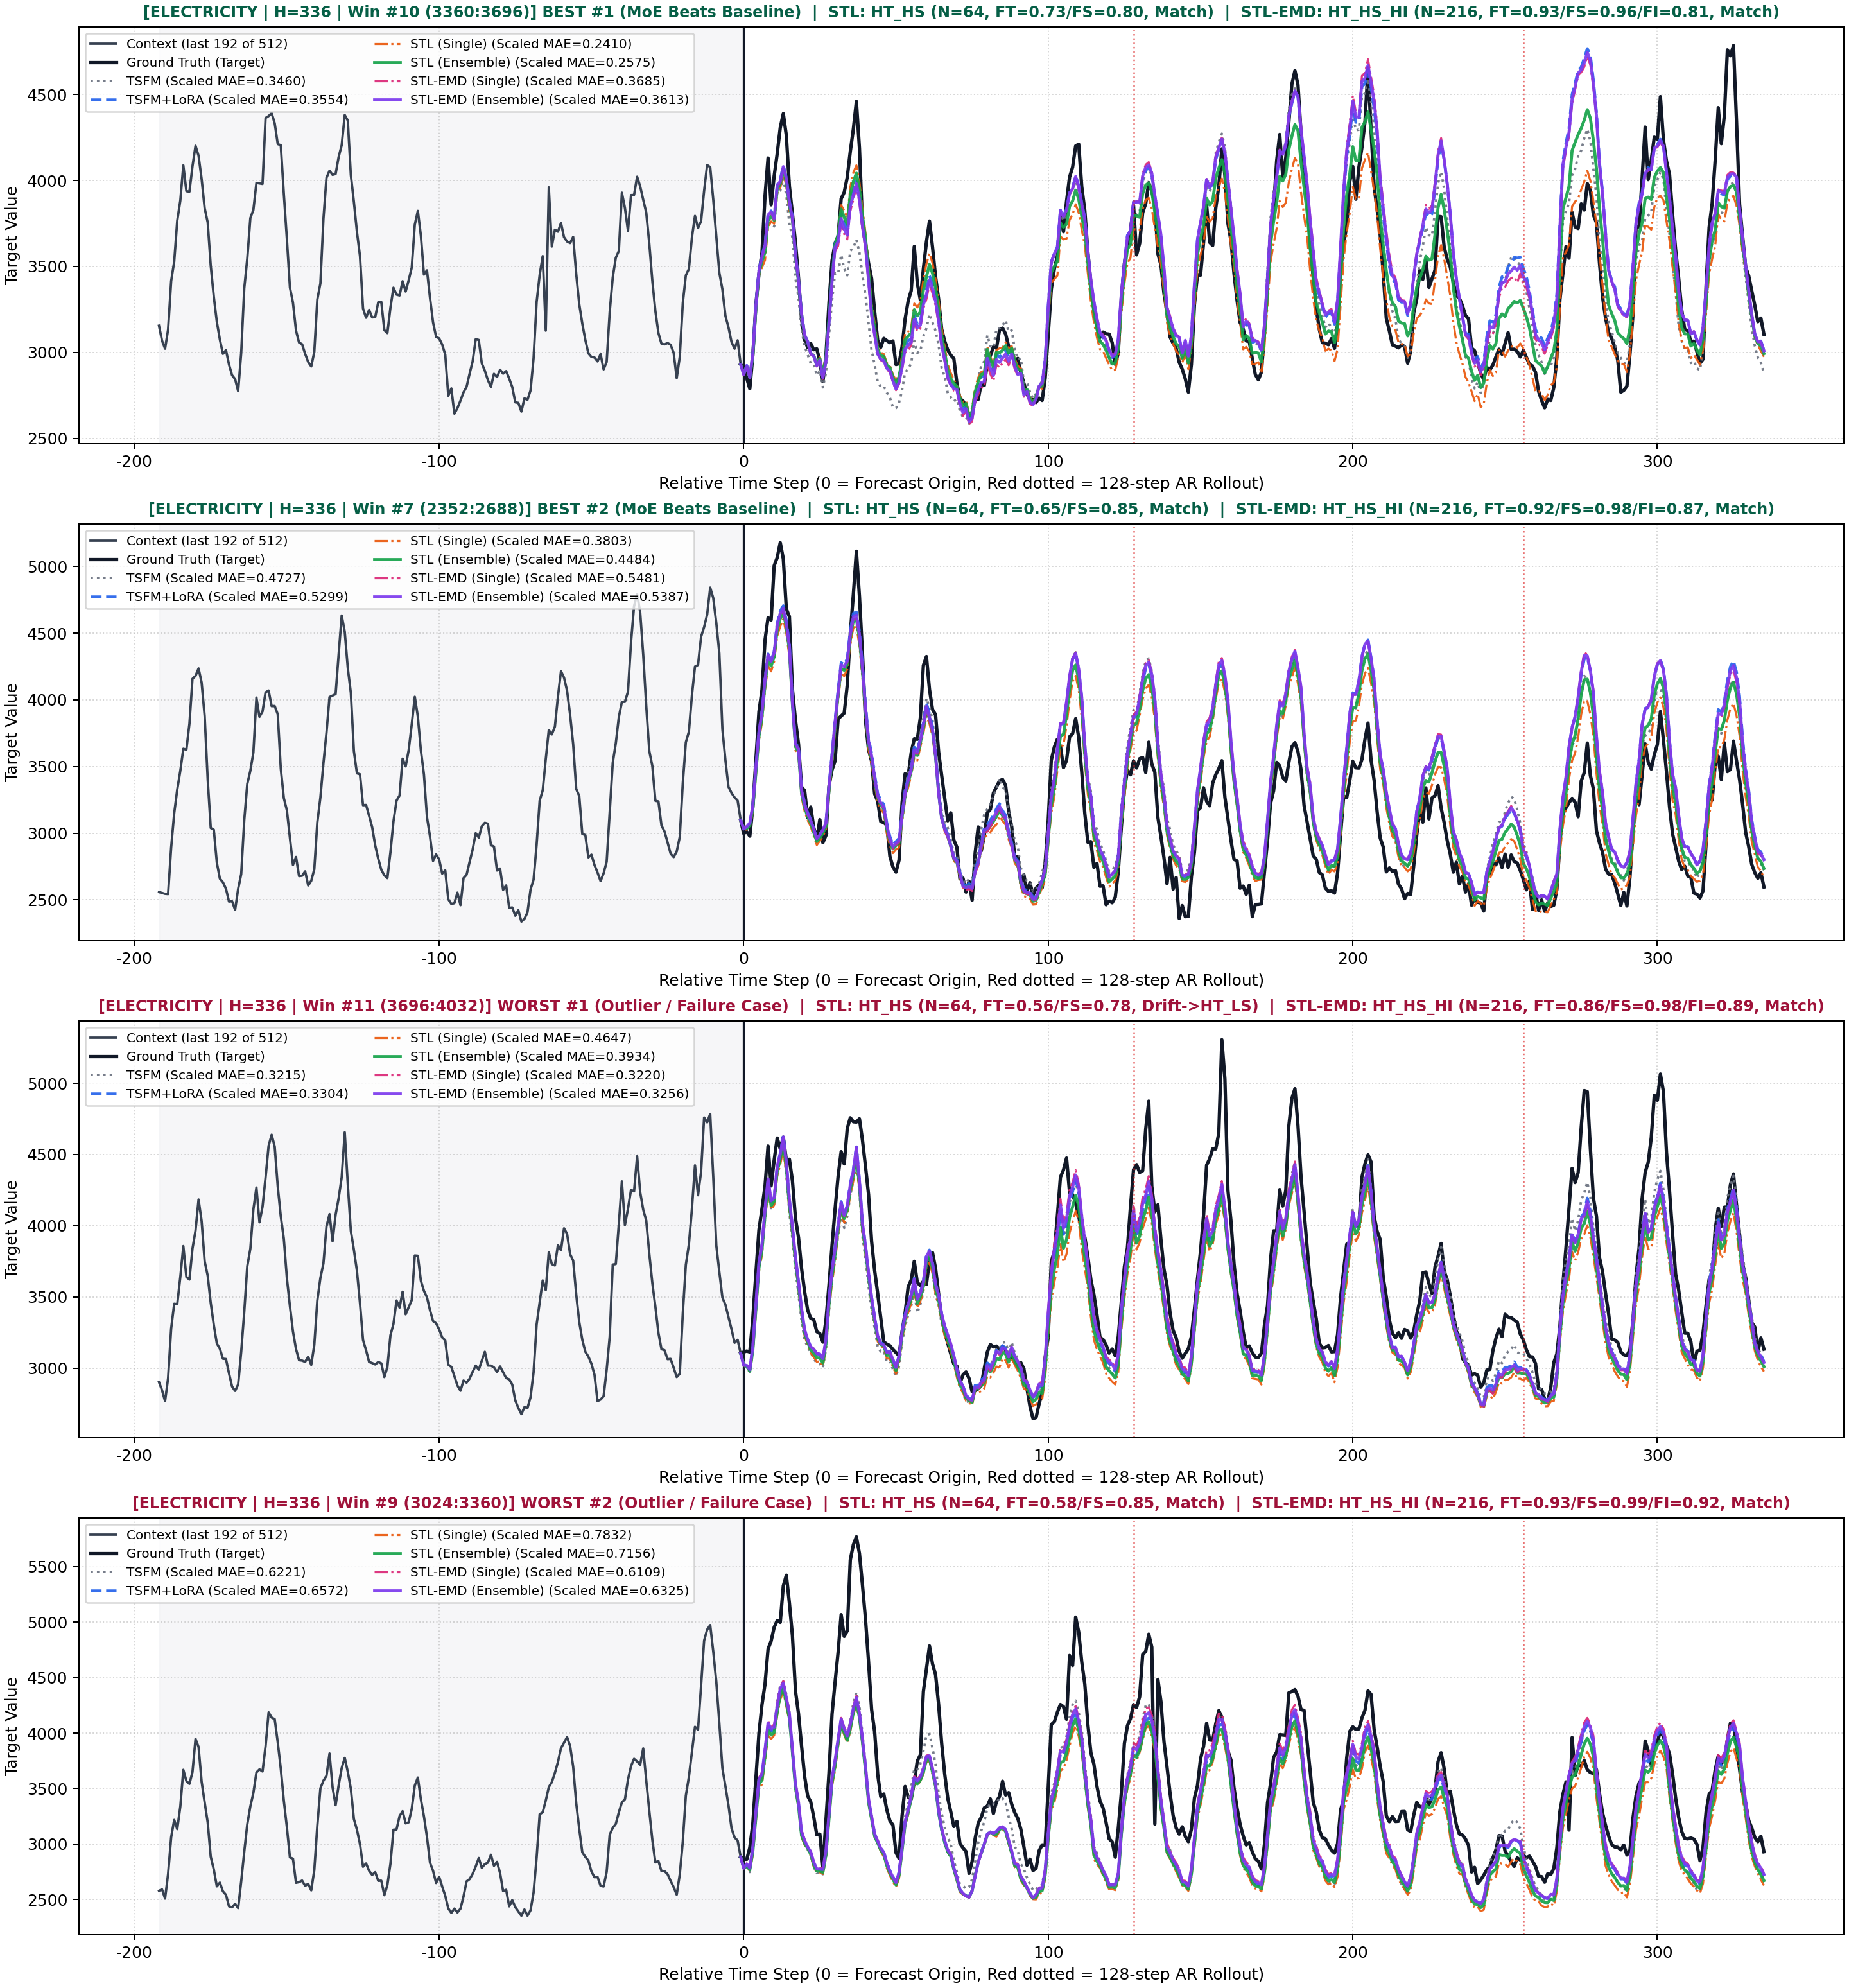 [ELECTRICITY | H=336 | Win #10 (3360:3696)] BEST #1 (MoE Beats Baseline)  |  STL: HT_HS (N=64, FT=0.73/FS=0.80, Match)  |  STL-EMD: HT_HS_HI (N=216, FT=0.93/FS=0.96/FI=0.81, Match)
Context (last 192 of 512)
Ground Truth (Target)
TSFM (Scaled MAE=0.3460)
TSFM+LoRA (Scaled MAE=0.3554)
STL (Single) (Scaled MAE=0.2410)
STL (Ensemble) (Scaled MAE=0.2575)
STL-EMD (Single) (Scaled MAE=0.3685)
STL-EMD (Ensemble) (Scaled MAE=0.3613)
Target Value
4500
4000
3500
3000
2500
-200 -100 0 100 200 300
Relative Time Step (0 = Forecast Origin, Red dotted = 128-step AR Rollout)
[ELECTRICITY | H=336 | Win #7 (2352:2688)] BEST #2 (MoE Beats Baseline)  |  STL: HT_HS (N=64, FT=0.65/FS=0.85, Match)  |  STL-EMD: HT_HS_HI (N=216, FT=0.92/FS=0.98/FI=0.87, Match)
Context (last 192 of 512)
Ground Truth (Target)
TSFM (Scaled MAE=0.4727)
TSFM+LoRA (Scaled MAE=0.5299)
STL (Single) (Scaled MAE=0.3803)
STL (Ensemble) (Scaled MAE=0.4484)
STL-EMD (Single) (Scaled MAE=0.5481)
STL-EMD (Ensemble) (Scaled MAE=0.5387)
Target Value
5000
4500
4000
3500
3000
2500
-200 -100 0 100 200 300
Relative Time Step (0 = Forecast Origin, Red dotted = 128-step AR Rollout)
[ELECTRICITY | H=336 | Win #11 (3696:4032)] WORST #1 (Outlier / Failure Case)  |  STL: HT_HS (N=64, FT=0.56/FS=0.78, Drift->HT_LS)  |  STL-EMD: HT_HS_HI (N=216, FT=0.86/FS=0.98/FI=0.89, Match)
Context (last 192 of 512)
Ground Truth (Target)
TSFM (Scaled MAE=0.3215)
TSFM+LoRA (Scaled MAE=0.3304)
STL (Single) (Scaled MAE=0.4647)
STL (Ensemble) (Scaled MAE=0.3934)
STL-EMD (Single) (Scaled MAE=0.3220)
STL-EMD (Ensemble) (Scaled MAE=0.3256)
Target Value
5000
4500
4000
3500
3000
-200 -100 0 100 200 300
Relative Time Step (0 = Forecast Origin, Red dotted = 128-step AR Rollout)
[ELECTRICITY | H=336 | Win #9 (3024:3360)] WORST #2 (Outlier / Failure Case)  |  STL: HT_HS (N=64, FT=0.58/FS=0.85, Match)  |  STL-EMD: HT_HS_HI (N=216, FT=0.93/FS=0.99/FI=0.92, Match)
Context (last 192 of 512)
Ground Truth (Target)
TSFM (Scaled MAE=0.6221)
TSFM+LoRA (Scaled MAE=0.6572)
STL (Single) (Scaled MAE=0.7832)
STL (Ensemble) (Scaled MAE=0.7156)
STL-EMD (Single) (Scaled MAE=0.6109)
STL-EMD (Ensemble) (Scaled MAE=0.6325)
Target Value
5500
5000
4500
4000
3500
3000
2500
-200 -100 0 100 200 300
Relative Time Step (0 = Forecast Origin, Red dotted = 128-step AR Rollout)